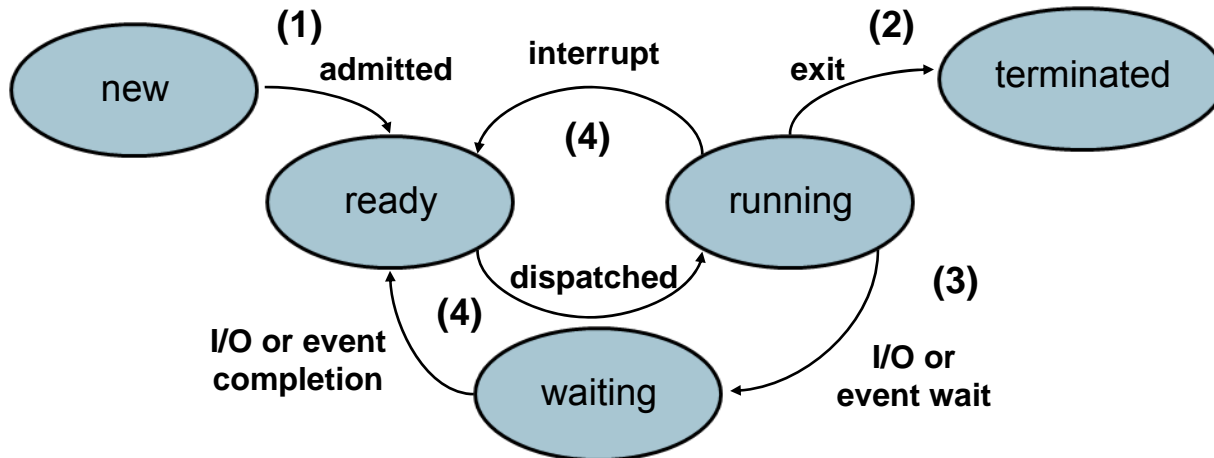 (1)
(2)
new
admitted
interrupt
exit
terminated
(4)
ready
running
dispatched
(3)
(4)
I/O or event
completion
waiting
I/O or
event wait